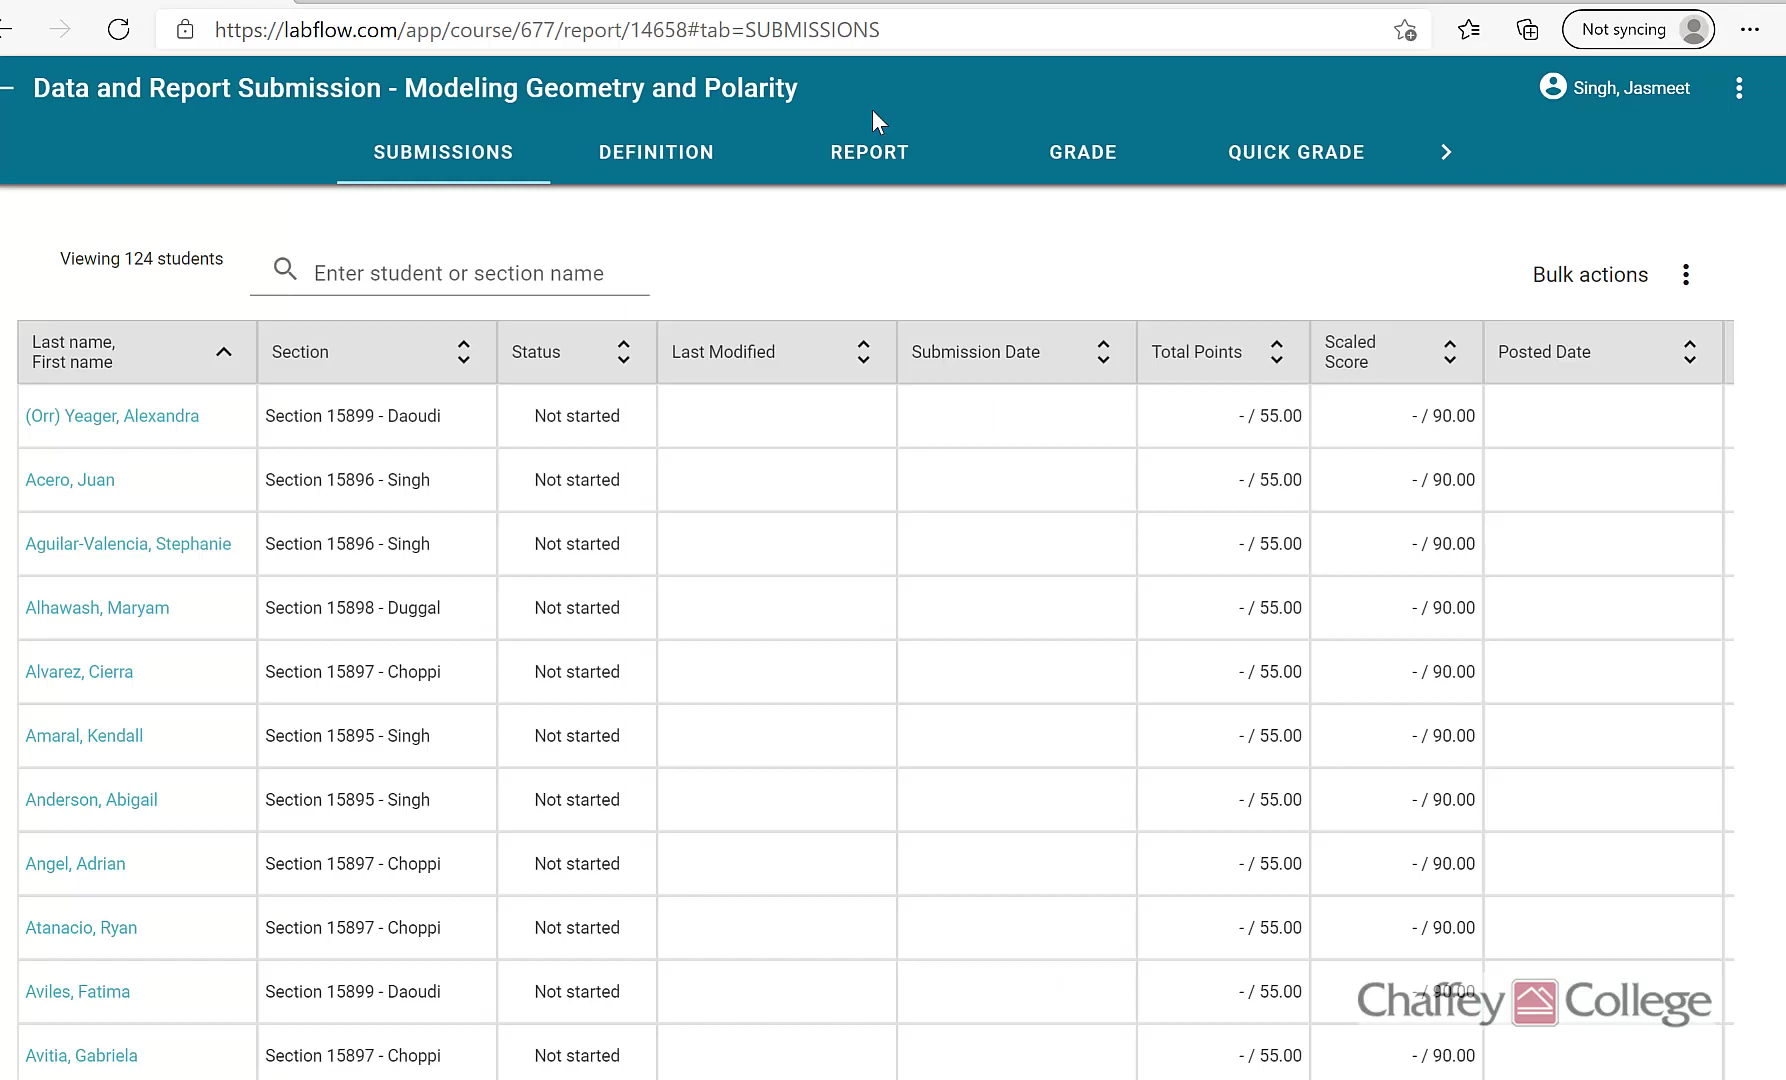 https://labflow.com/app/course/677/report/14658#tab=SUBMISSIONS
Not syncing
Data and Report Submission - Modeling Geometry and Polarity
Singh, Jasmeet
SUBMISSIONS DEFINITION REPORT GRADE QUICK GRADE
Viewing 124 students
Enter student or section name
Bulk actions
Last name, First name Section Status Last Modified Submission Date Total Points Scaled Score Posted Date
(Orr) Yeager, Alexandra Section 15899 - Daoudi Not started - / 55.00 - / 90.00
Acero, Juan Section 15896 - Singh Not started - / 55.00 - / 90.00
Aguilar-Valencia, Stephanie Section 15896 - Singh Not started - / 55.00 - / 90.00
Alhawash, Maryam Section 15898 - Duggal Not started - / 55.00 - / 90.00
Alvarez, Cierra Section 15897 - Choppi Not started - / 55.00 - / 90.00
Amaral, Kendall Section 15895 - Singh Not started - / 55.00 - / 90.00
Anderson, Abigail Section 15895 - Singh Not started - / 55.00 - / 90.00
Angel, Adrian Section 15897 - Choppi Not started - / 55.00 - / 90.00
Atanacio, Ryan Section 15897 - Choppi Not started - / 55.00 - / 90.00
Aviles, Fatima Section 15899 - Daoudi Not started - / 55.00 - / 90.00
Chaffey College
Avitia, Gabriela Section 15897 - Choppi Not started - / 55.00 - / 90.00